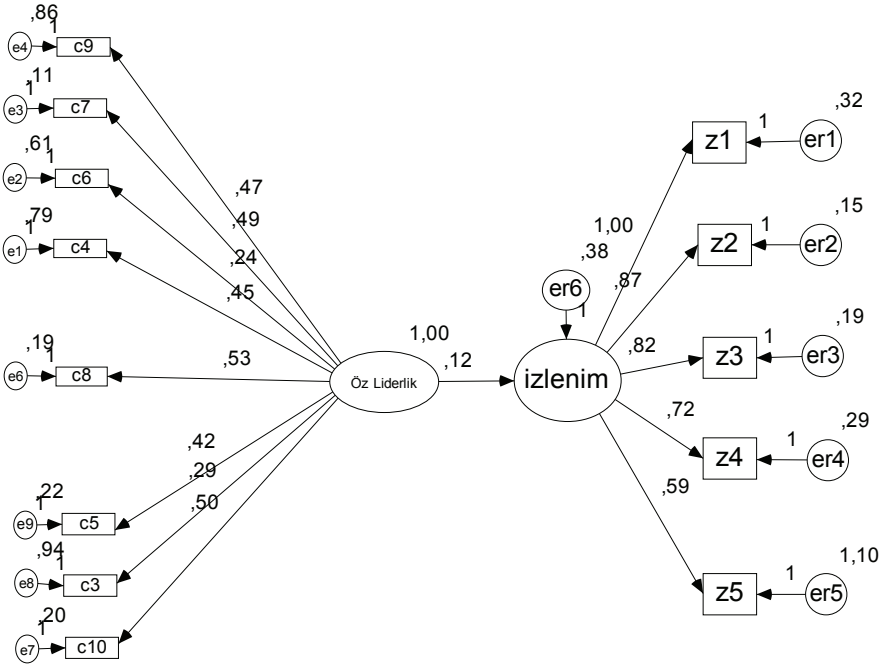 ,86
1
e4
c9
,11
1
e3
c7
,61
1
e2
c6
,79
1
e1
c4
,19
1
e6
c8
,22
1
e9
c5
,94
1
e8
c3
,20
1
e7
c10
,47
,49
,24
,45
,53
,42
,29
,50
1,00
Öz Liderlik
,12
,38
er6
1
izlenim
1,00
,87
,82
,72
,59
z1
1
,32
er1
z2
1
,15
er2
z3
1
,19
er3
z4
1
,29
er4
z5
1
1,10
er5